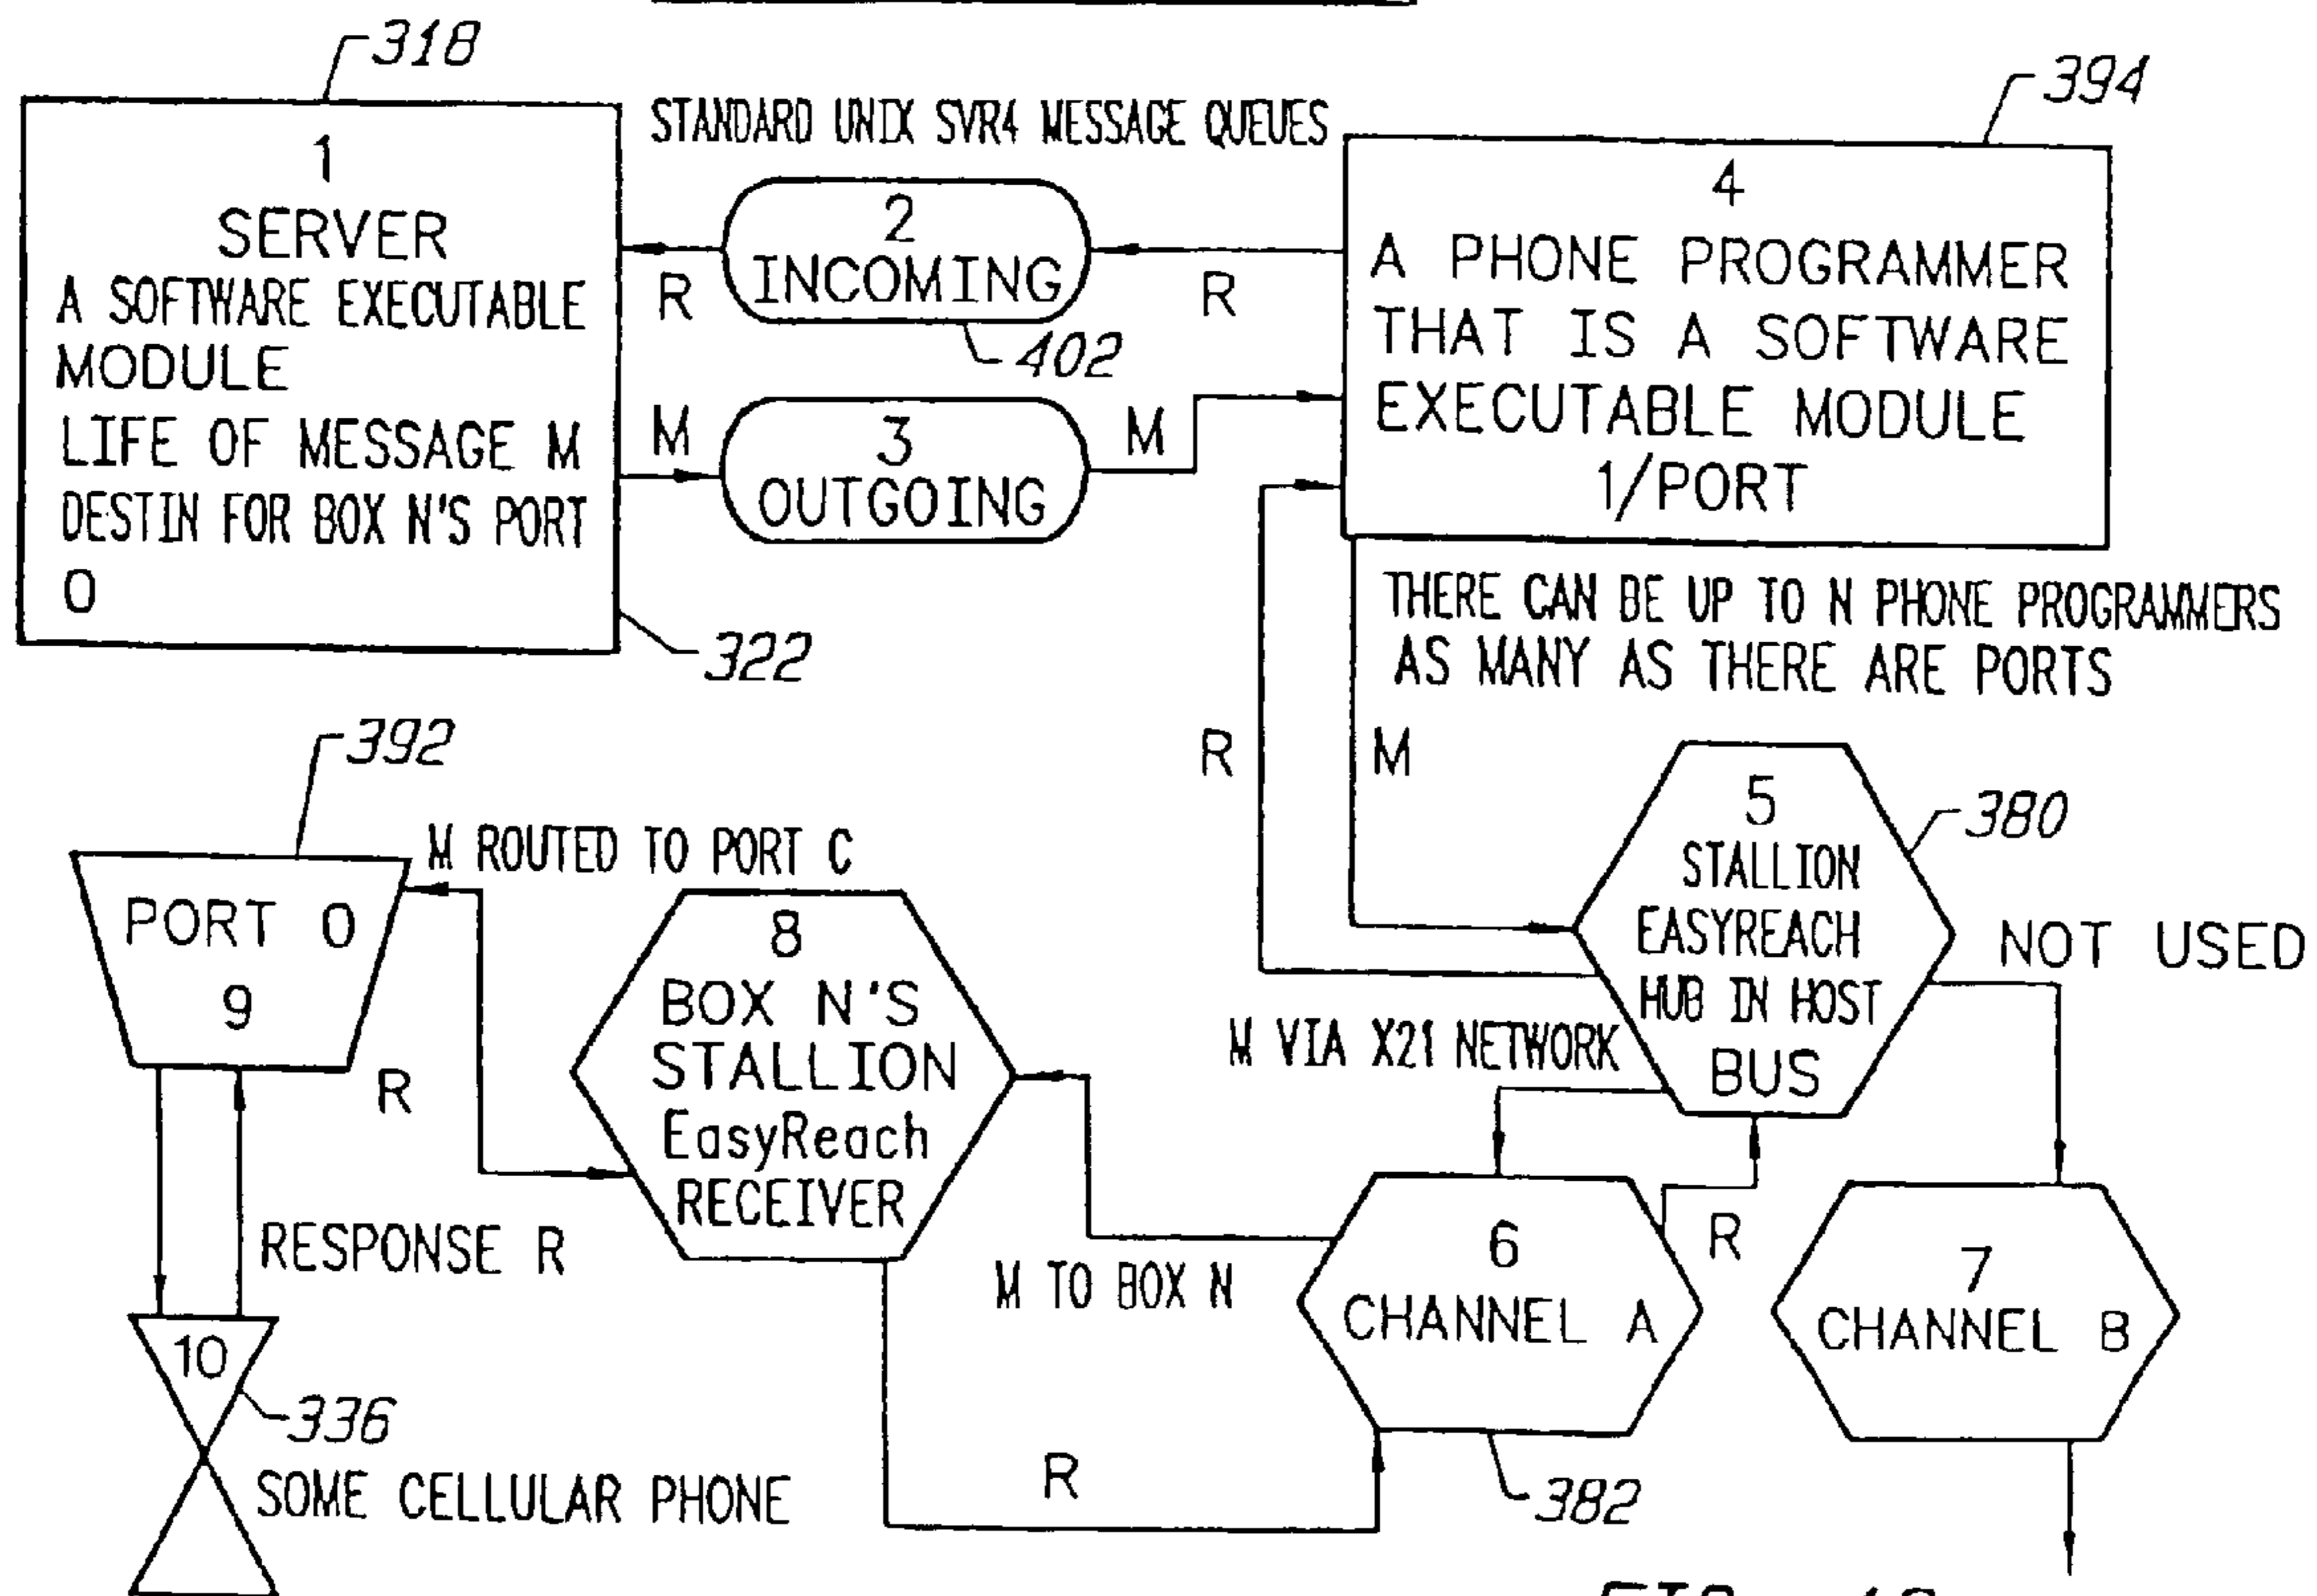 318
394
STANDARD UNIX SVR4 MESSAGE QUEUES
1
SERVER
A SOFTWARE EXECUTABLE
MODULE
LIFE OF MESSAGE M
DESTIN FOR BOX N'S PORT
0
322
2
INCOMING
R
R
402
M
3
OUTGOING
M
4
A PHONE PROGRAMMER
THAT IS A SOFTWARE
EXECUTABLE MODULE
1/PORT
THERE CAN BE UP TO N PHONE PROGRAMMERS
AS MANY AS THERE ARE PORTS
R
M
392
M ROUTED TO PORT C
PORT 0
9
R
RESPONSE R
10
336
SOME CELLULAR PHONE
8
BOX N'S
STALLION
EasyReach
RECEIVER
5
STALLION
EASYREACH
HUB IN HOST
BUS
380
NOT USED
M VIA X21 NETWORK
M TO BOX N
R
6
CHANNEL A
R
382
7
CHANNEL B